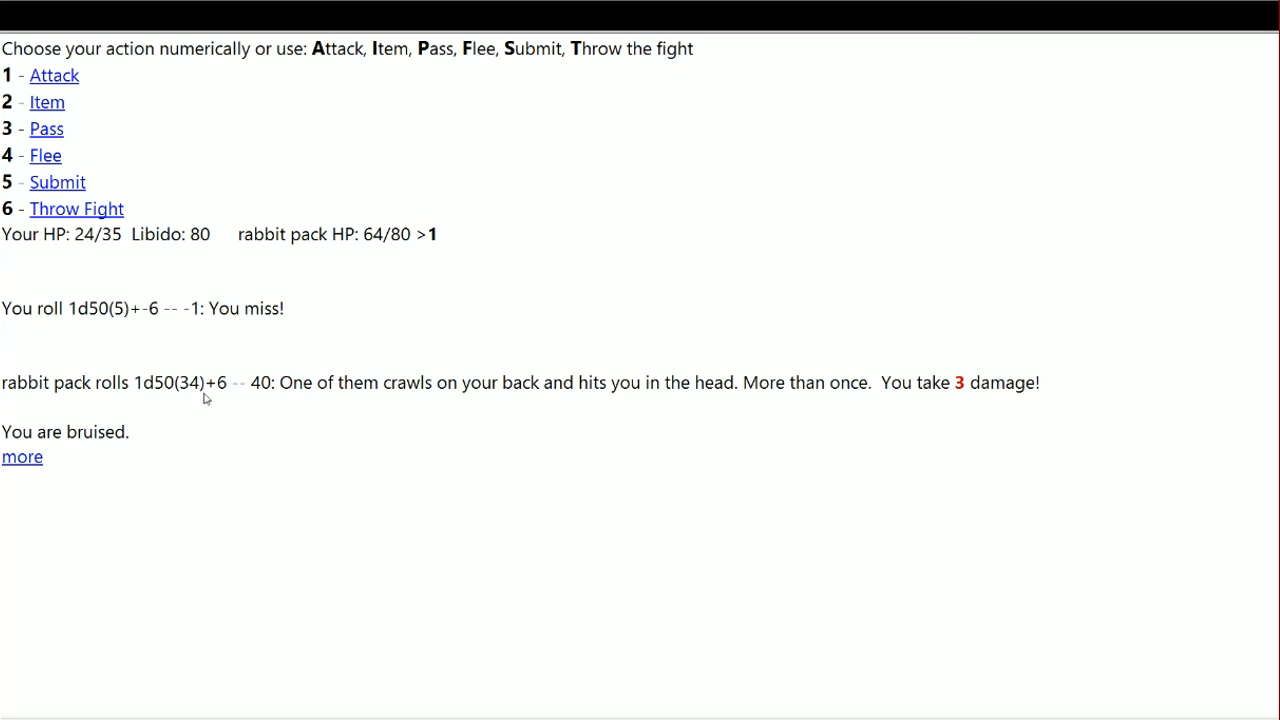 Choose your action numerically or use: Attack, Item, Pass, Flee, Submit, Throw the fight
1 - Attack
2 - Item
3 - Pass
4 - Flee
5 - Submit
6 - Throw Fight
Your HP: 24/35  Libido: 80     rabbit pack HP: 64/80 >1
You roll 1d50(5)+-6 -- -1: You miss!
rabbit pack rolls 1d50(34)+6 -- 40: One of them crawls on your back and hits you in the head. More than once.  You take 3 damage!
You are bruised.
more